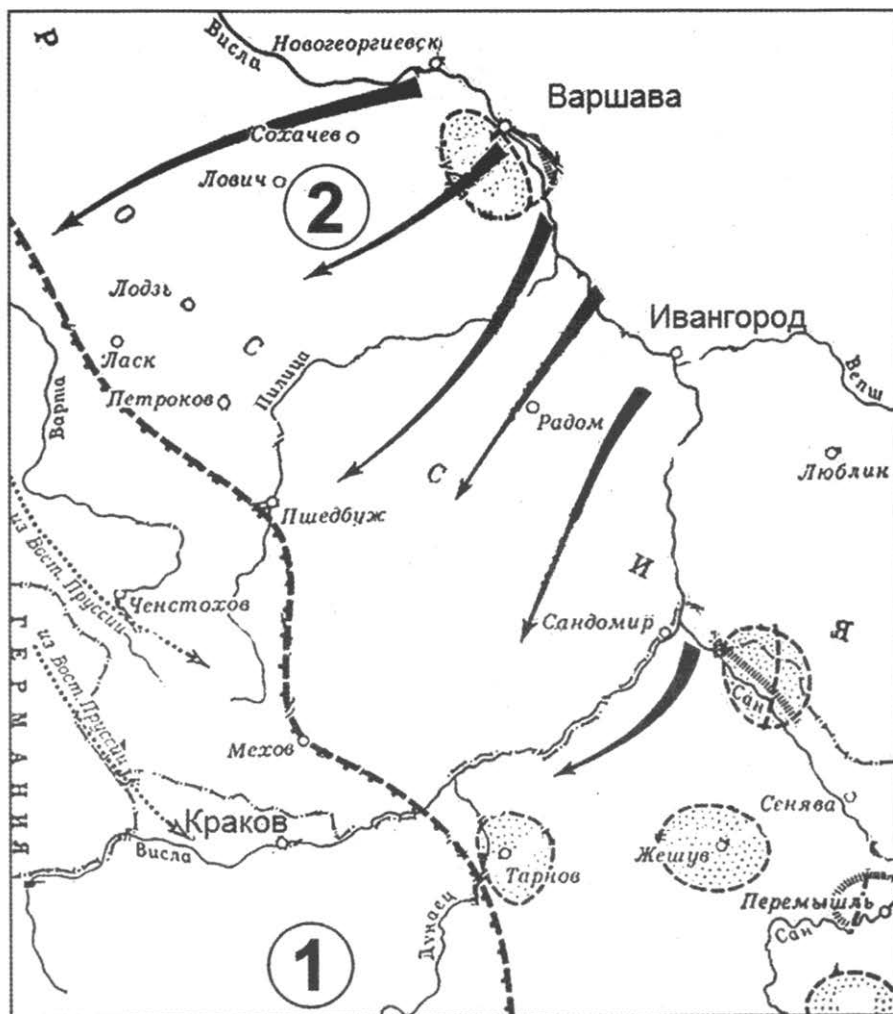 Р О С С И Я
Висла
Новогеоргиевск
Варшава
Сохачев
Лович
2
Лодзь
Ивангород
Ласк
Пилица
Вепш
Варта
Петроков
Радом
Люблин
Пшедбуж
из Вост. Пруссии
Ченстохов
Сандомир
ГЕРМАНИЯ
из Вост. Пруссии
Сан
Мехов
Краков
Сенява
Висла
Жешув
Тарнов
Перемышль
Дунаец
Сан
1